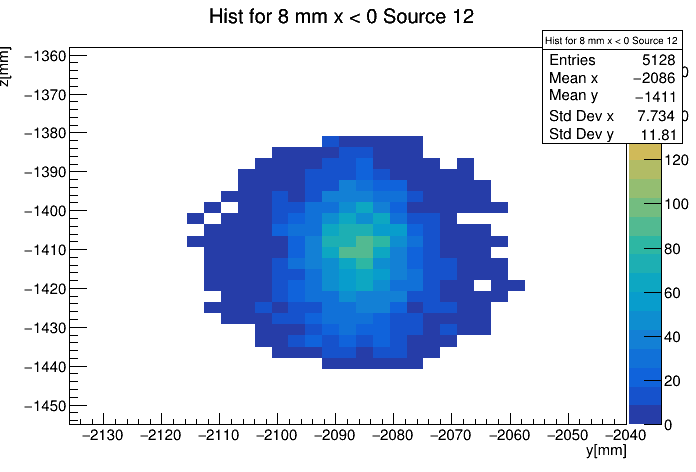 Hist for 8 mm x < 0 Source 12
z[mm]
Hist for 8 mm x < 0 Source 12
Entries 5128
Mean x −2086
Mean y −1411
Std Dev x 7.734
Std Dev y 11.81
−1360
−1370
−1380
−1390
−1400
−1410
−1420
−1430
−1440
−1450
120
100
80
60
40
20
0
−2130 −2120 −2110 −2100 −2090 −2080 −2070 −2060 −2050 −2040
y[mm]